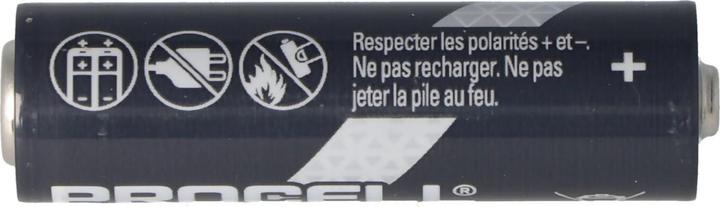 Respecter les polarités + et –.
Ne pas recharger. Ne pas
jeter la pile au feu.
+
PROCELL®